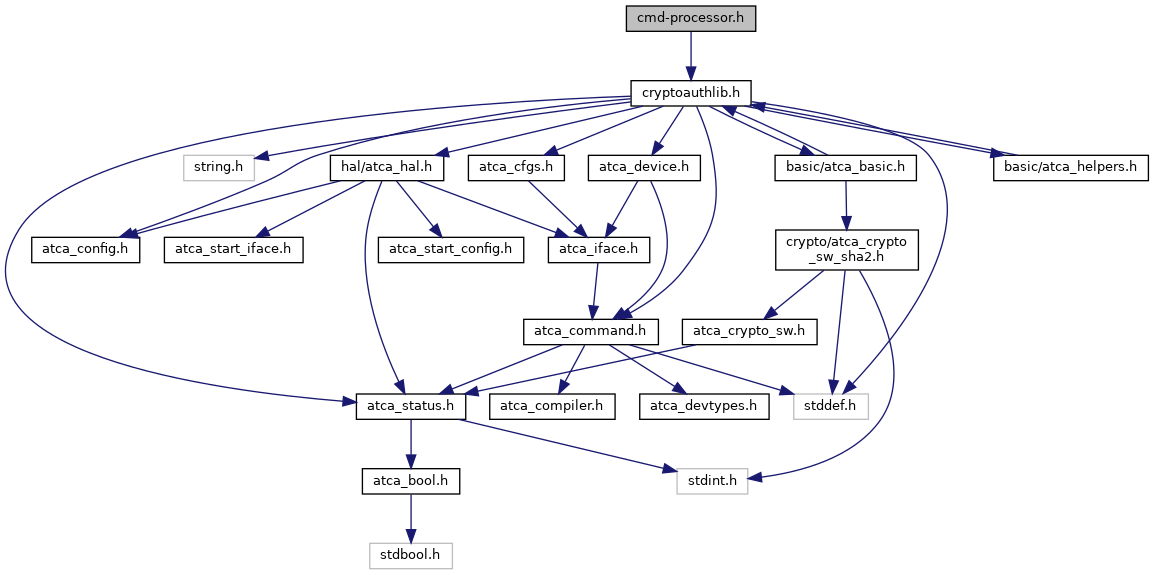 cmd-processor.h
cryptoauthlib.h
string.h
hal/atca_hal.h
atca_cfgs.h
atca_device.h
basic/atca_basic.h
basic/atca_helpers.h
atca_config.h
atca_start_iface.h
atca_start_config.h
atca_iface.h
crypto/atca_crypto
_sw_sha2.h
atca_command.h
atca_crypto_sw.h
atca_status.h
atca_compiler.h
atca_devtypes.h
stddef.h
atca_bool.h
stdint.h
stdbool.h